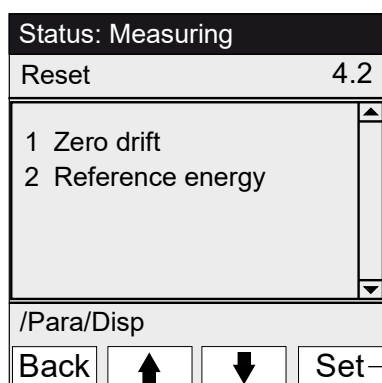 Status: Measuring
Reset 4.2
1 Zero drift
2 Reference energy
/Para/Disp
Back Set